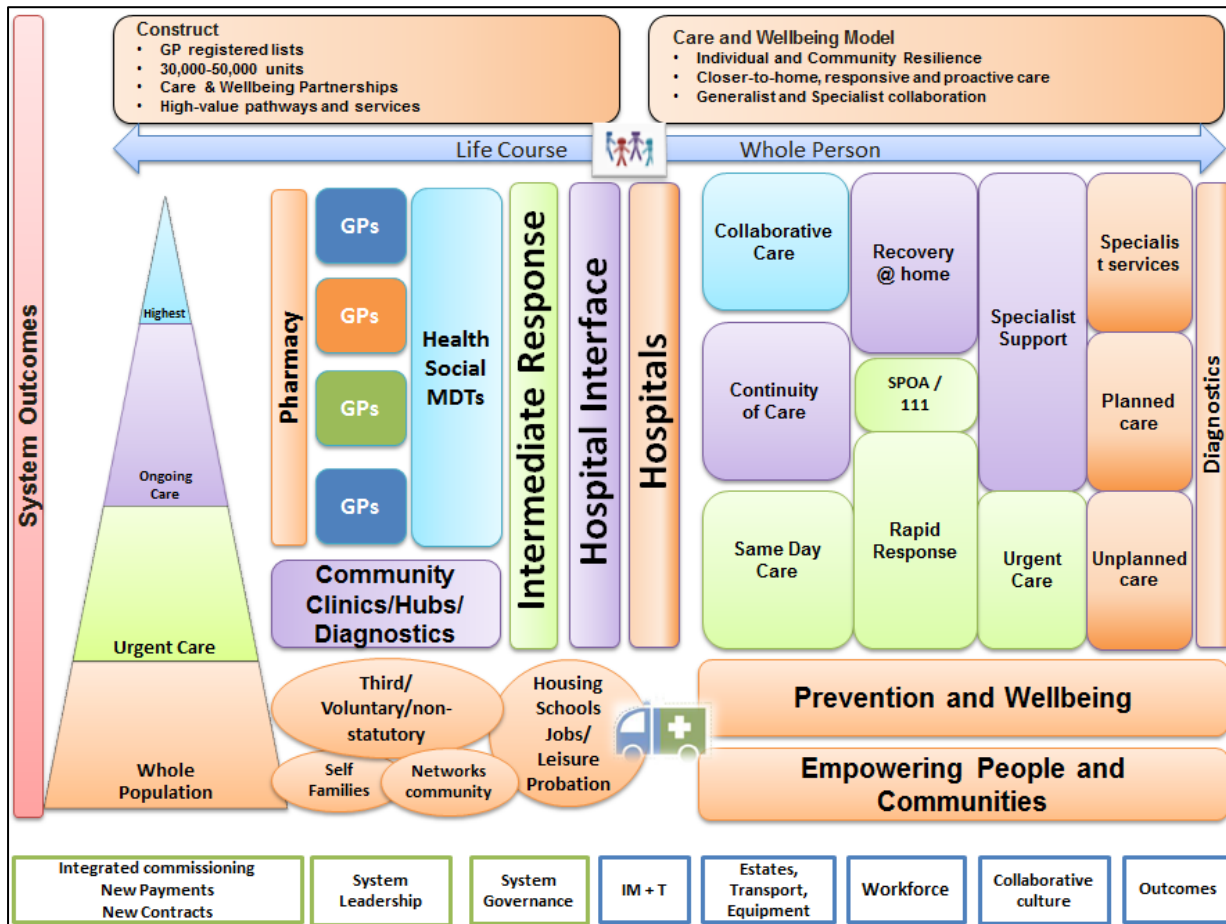 Construct
• GP registered lists
• 30,000-50,000 units
• Care & Wellbeing Partnerships
• High-value pathways and services
Care and Wellbeing Model
• Individual and Community Resilience
• Closer-to-home, responsive and proactive care
• Generalist and Specialist collaboration
Life Course
Whole Person
System Outcomes
Highest
Ongoing
Care
Urgent Care
Whole
Population
Pharmacy
GPs
GPs
GPs
GPs
Health
Social
MDTs
Community
Clinics/Hubs/
Diagnostics
Intermediate Response
Hospital Interface
Hospitals
Third/
Voluntary/non-
statutory
Self
Families
Networks
community
Housing
Schools
Jobs/
Leisure
Probation
Collaborative
Care
Continuity
of Care
Same Day
Care
Recovery
@ home
SPOA /
111
Rapid
Response
Specialist
Support
Urgent
Care
Specialis
t services
Planned
care
Unplanned
care
Diagnostics
Prevention and Wellbeing
Empowering People and
Communities
Integrated commissioning
New Payments
New Contracts
System
Leadership
System
Governance
IM + T
Estates,
Transport,
Equipment
Workforce
Collaborative
culture
Outcomes